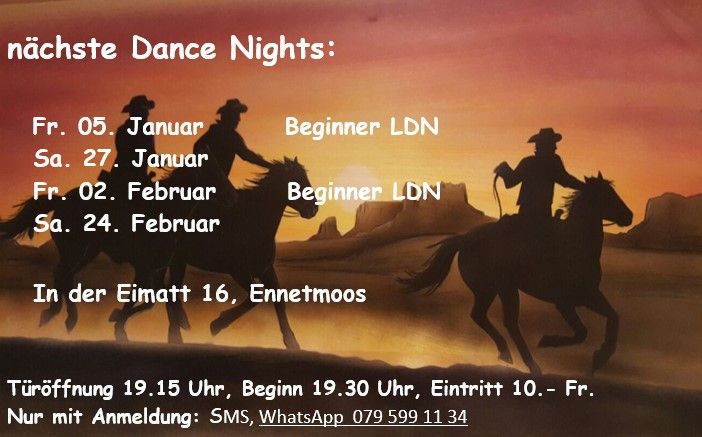 nächste Dance Nights:
Fr. 05. Januar Beginner LDN
Sa. 27. Januar
Fr. 02. Februar Beginner LDN
Sa. 24. Februar
In der Eimatt 16, Ennetmoos
Türöffnung 19.15 Uhr, Beginn 19.30 Uhr, Eintritt 10.- Fr.
Nur mit Anmeldung: SMS, WhatsApp 079 599 11 34